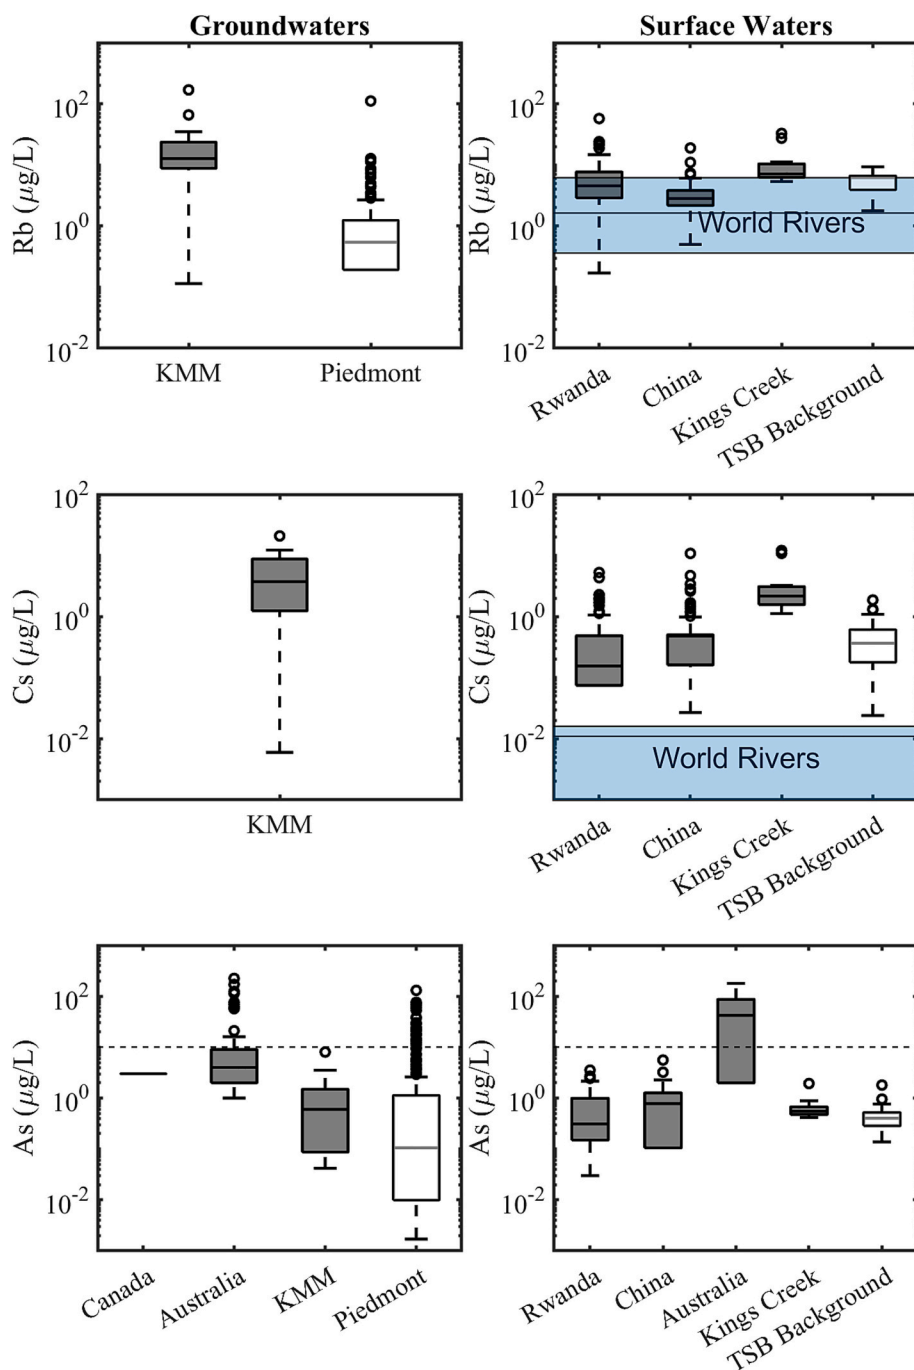 Groundwaters
Surface Waters
Rb (μg/L)
10^2
10^0
10^-2
KMM
Piedmont
Rb (μg/L)
10^2
10^0
10^-2
World Rivers
Rwanda
China
Kings Creek
TSB Background
Cs (μg/L)
10^2
10^0
10^-2
KMM
Cs (μg/L)
10^2
10^0
10^-2
World Rivers
Rwanda
China
Kings Creek
TSB Background
As (μg/L)
10^2
10^0
10^-2
Canada
Australia
KMM
Piedmont
As (μg/L)
10^2
10^0
10^-2
Rwanda
China
Australia
Kings Creek
TSB Background